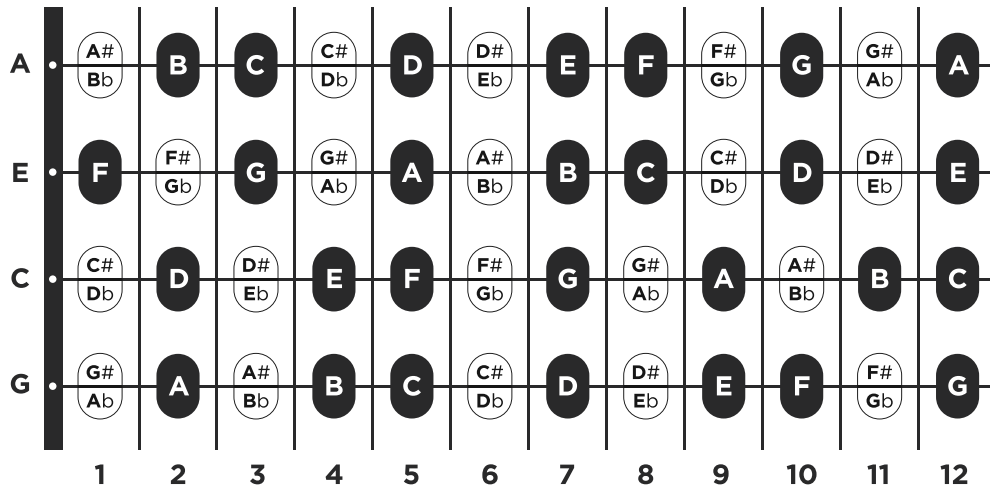 A A# B C C# D D# E F F# G G# A
Bb Db Eb Gb Ab
E F F# G G# A A# B C C# D D# E
Gb Ab Bb Db Eb
C C# D D# E F F# G G# A A# B C
Db Eb Gb Ab Bb
G G# A A# B C C# D D# E F F# G
Ab Bb Db Eb Gb
1 2 3 4 5 6 7 8 9 10 11 12